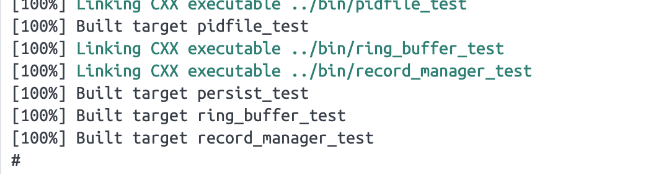 [100%] Linking CXX executable ../bin/pidfile_test
[100%] Built target pidfile_test
[100%] Linking CXX executable ../bin/ring_buffer_test
[100%] Linking CXX executable ../bin/record_manager_test
[100%] Built target persist_test
[100%] Built target ring_buffer_test
[100%] Built target record_manager_test
#